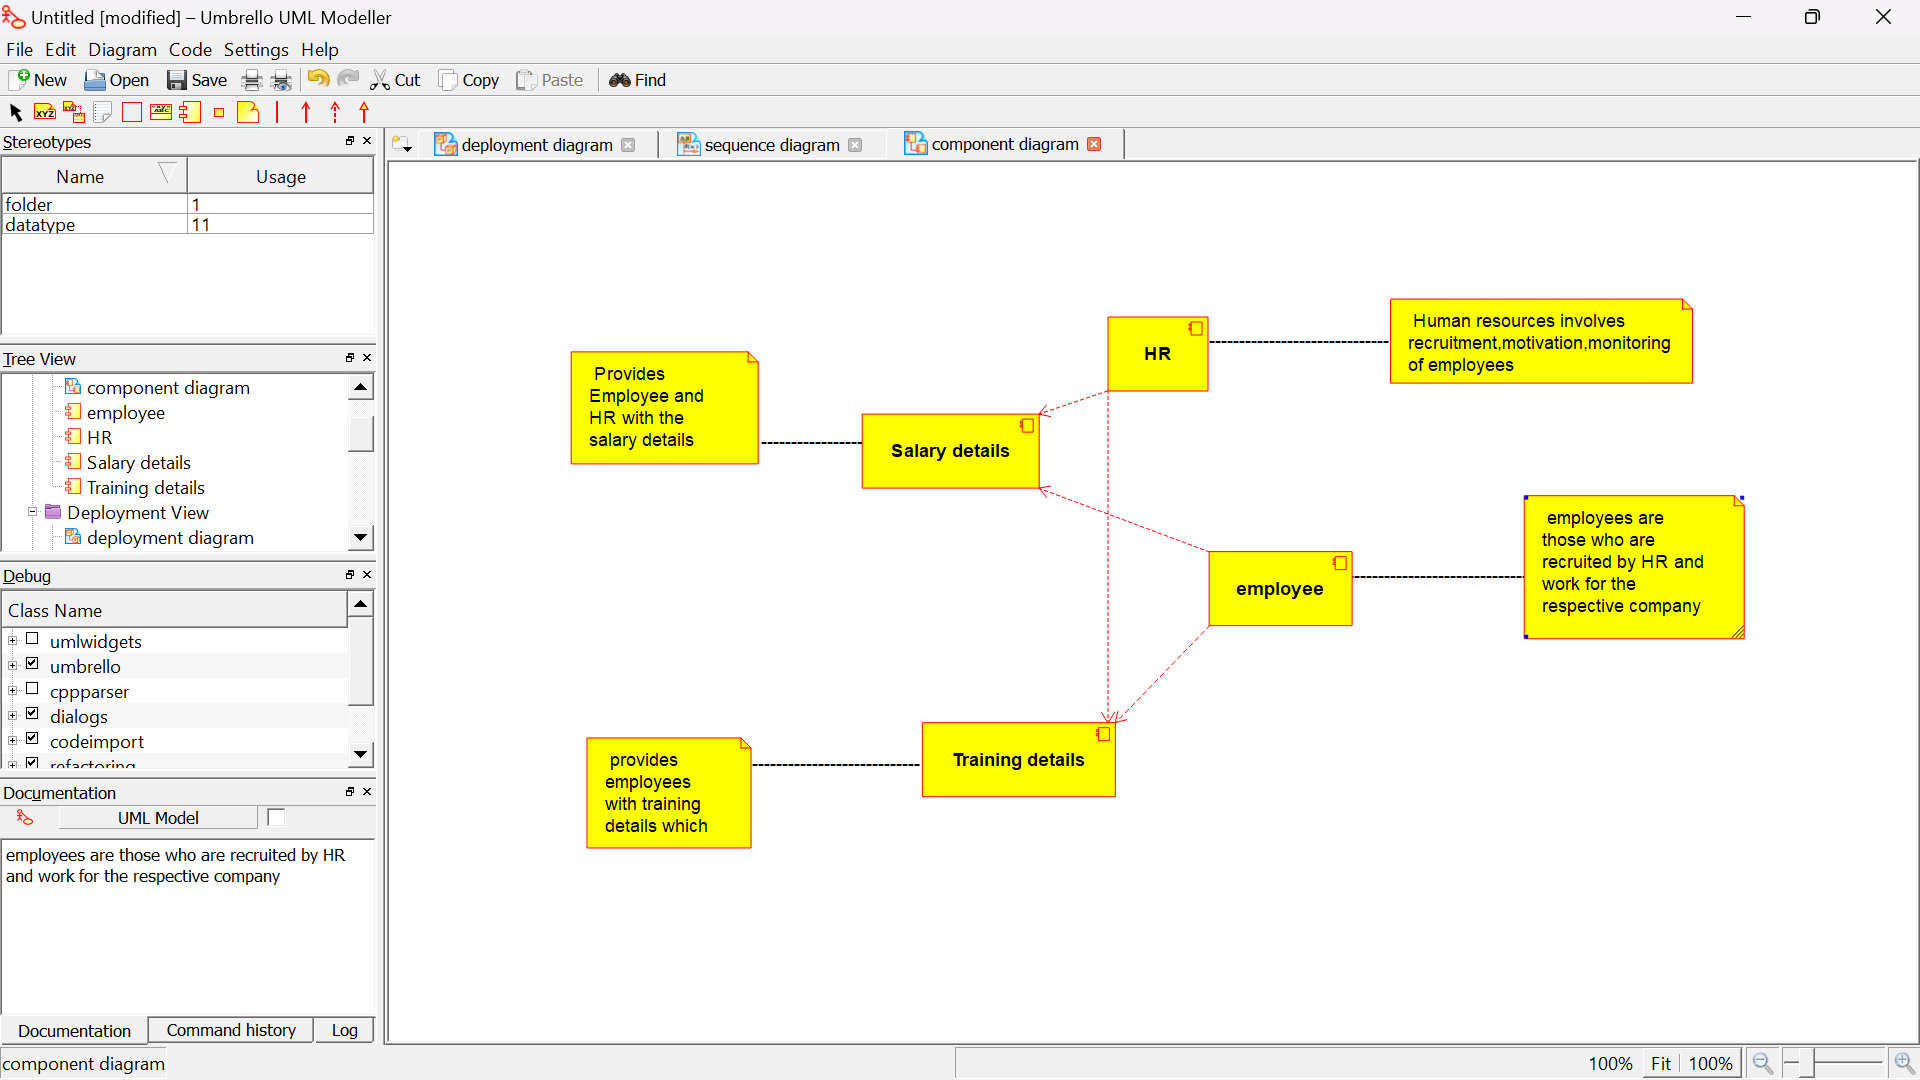 Untitled [modified] – Umbrello UML Modeller
File Edit Diagram Code Settings Help
New Open Save Cut Copy Paste Find
Stereotypes
Name Usage
folder 1
datatype 11
Tree View
component diagram
employee
HR
Salary details
Training details
Deployment View
deployment diagram
Debug
Class Name
umlwidgets
umbrello
cppparser
dialogs
codeimport
refactoring
Documentation
UML Model
employees are those who are recruited by HR
and work for the respective company
Documentation Command history Log
component diagram
deployment diagram sequence diagram component diagram
HR
Human resources involves
recruitment,motivation,monitoring
of employees
Provides
Employee and
HR with the
salary details
Salary details
employee
employees are
those who are
recruited by HR and
work for the
respective company
Training details
provides
employees
with training
details which
100% Fit 100%